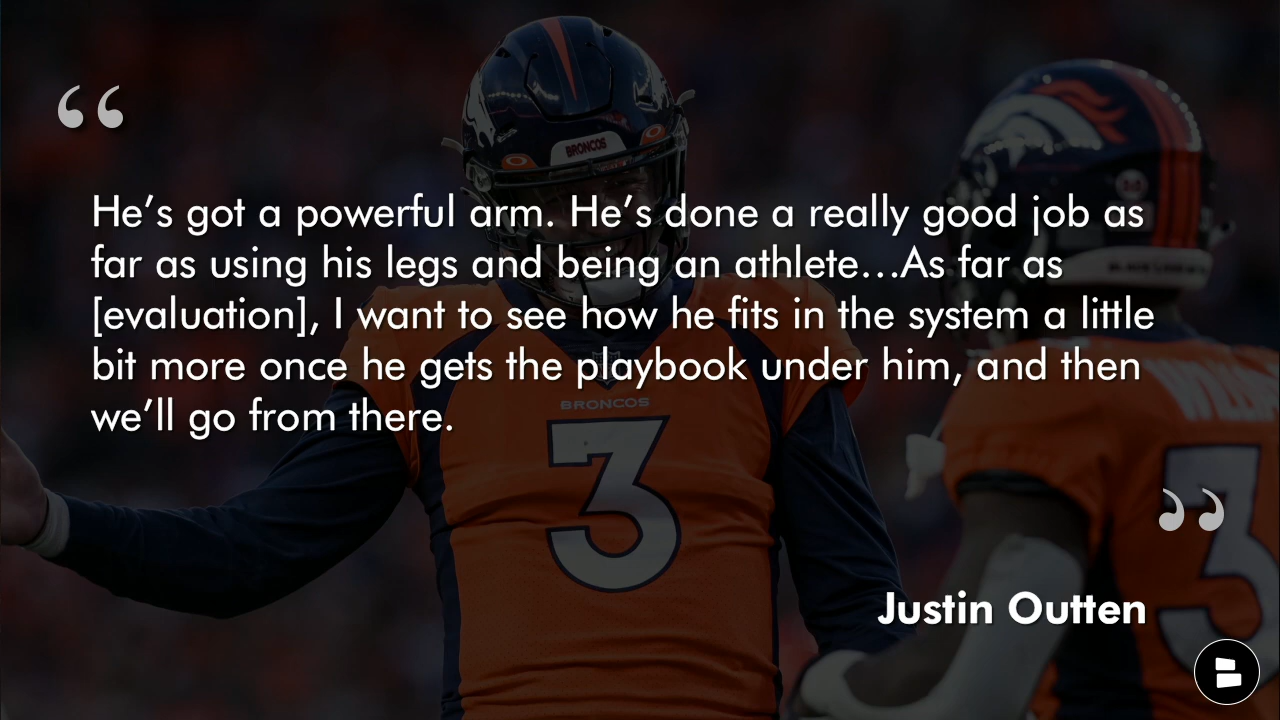 “
He’s got a powerful arm. He’s done a really good job as
far as using his legs and being an athlete…As far as
[evaluation], I want to see how he fits in the system a little
bit more once he gets the playbook under him, and then
we’ll go from there.
”
Justin Outten
BRONCOS
BRONCOS
3
3